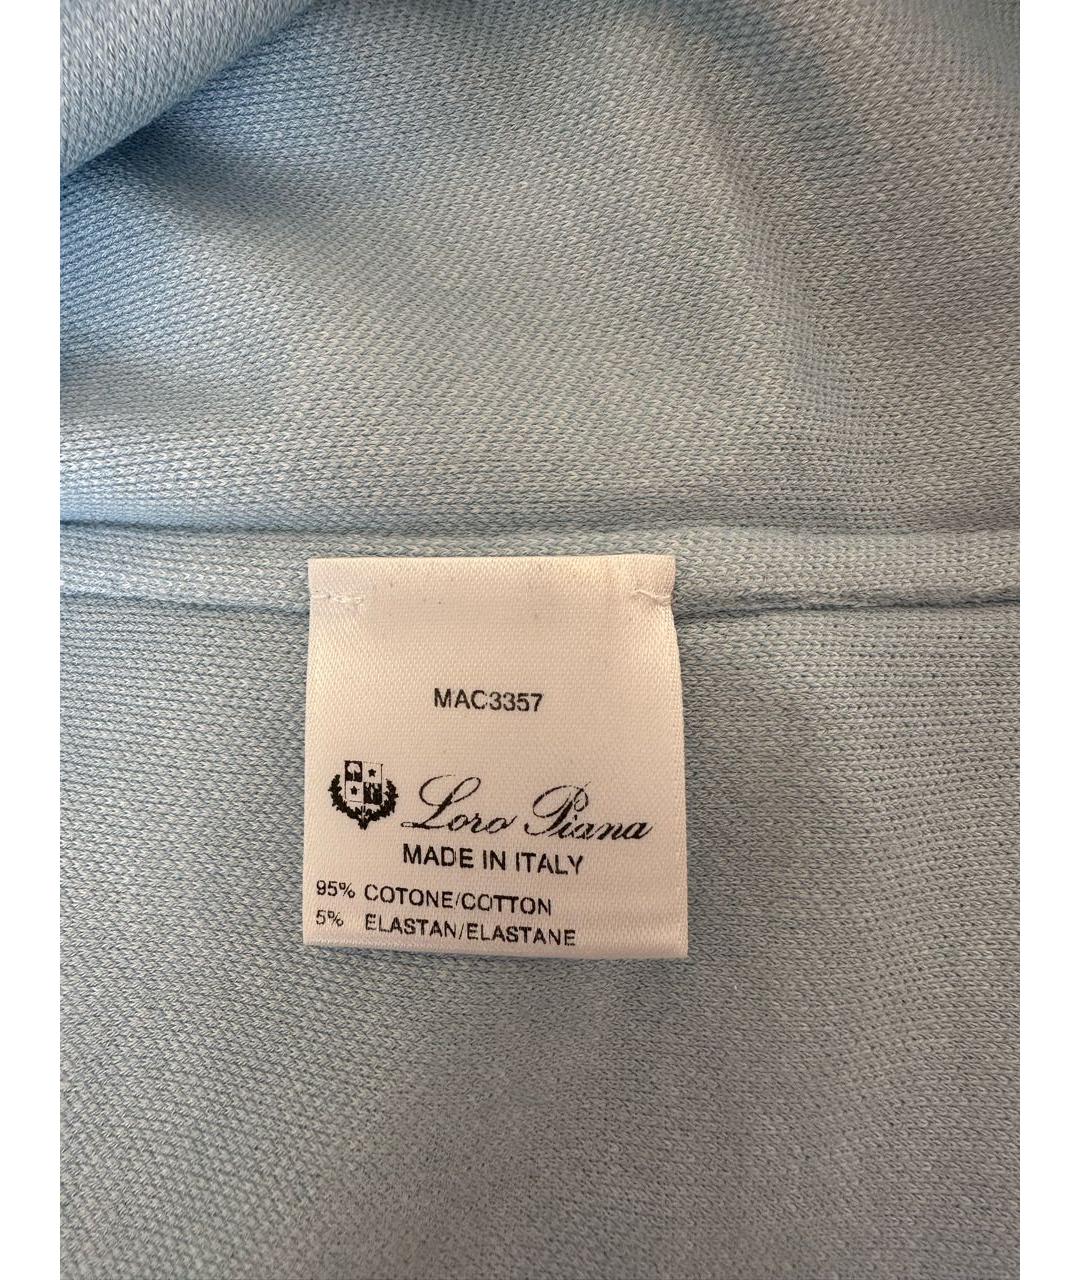 MAC3357
Loro Piana
MADE IN ITALY
95% COTONE/COTTON
5% ELASTAN/ELASTANE